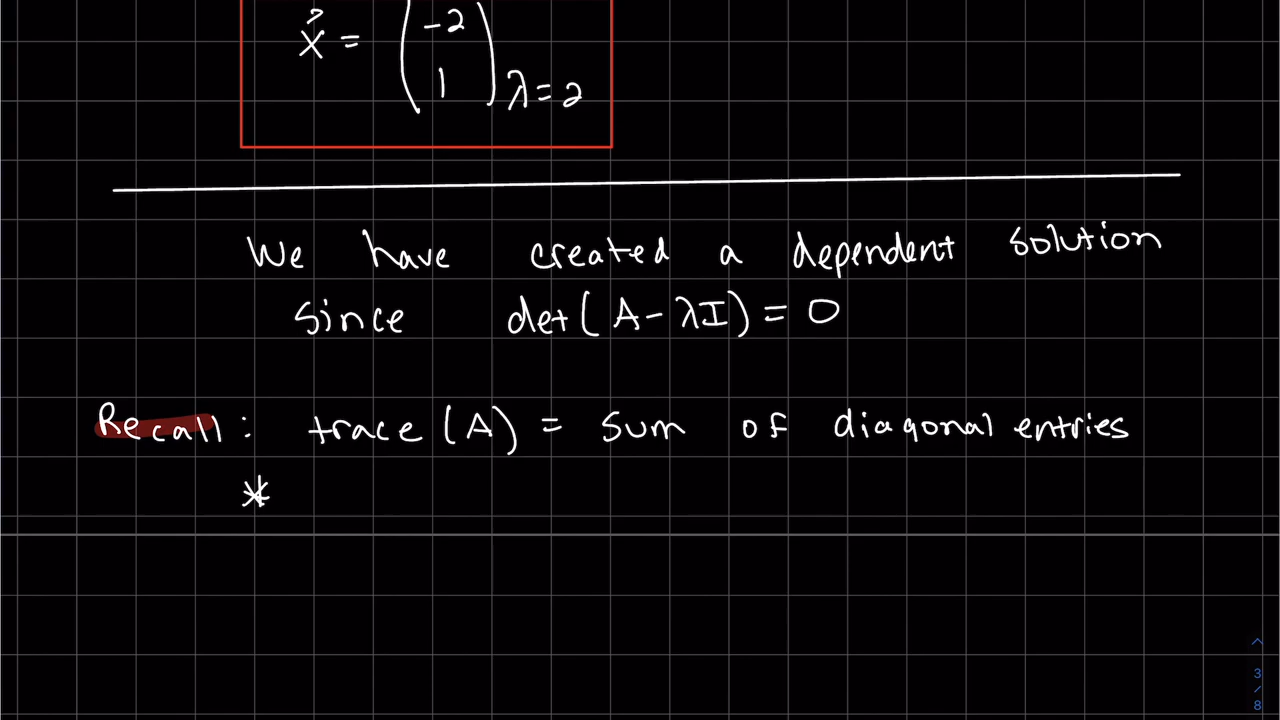 x⃗ = (-2
1) λ=2
We have created a dependent solution
since det(A-λI) = 0
Recall: trace(A) = sum of diagonal entries
*
3/8